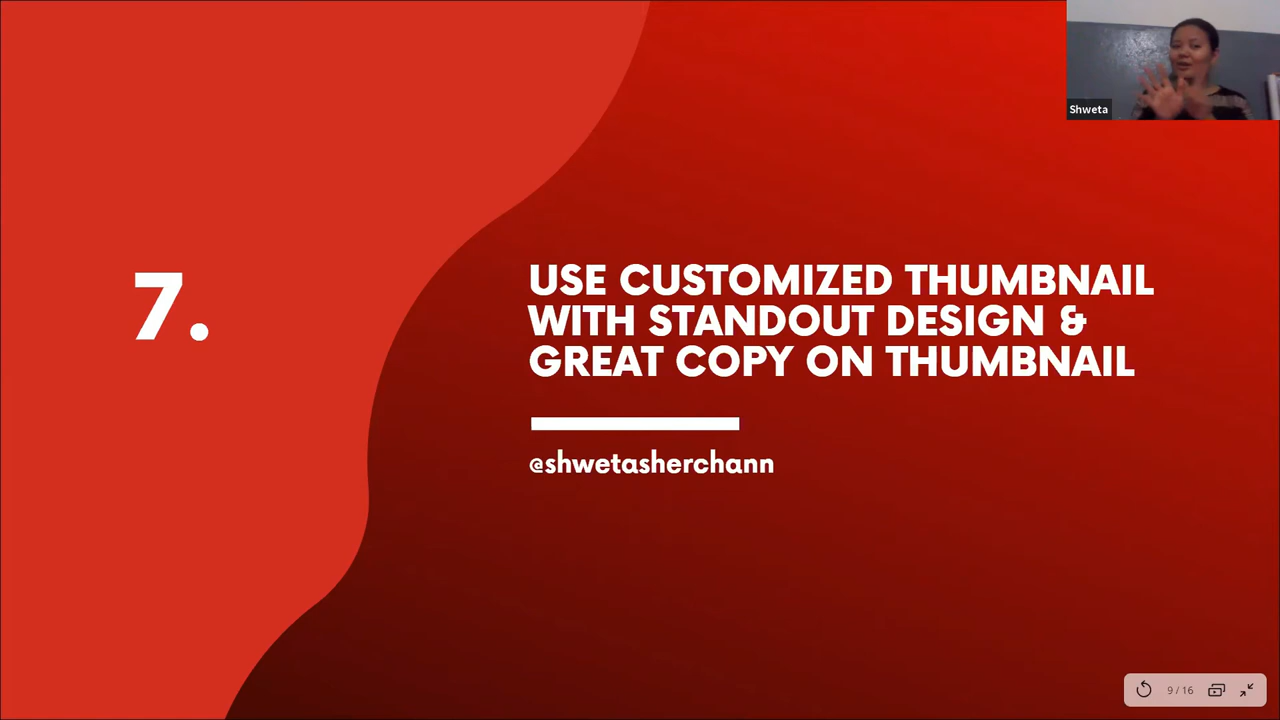 Shweta
7.
USE CUSTOMIZED THUMBNAIL
WITH STANDOUT DESIGN &
GREAT COPY ON THUMBNAIL
@shwetasherchann
9 / 16